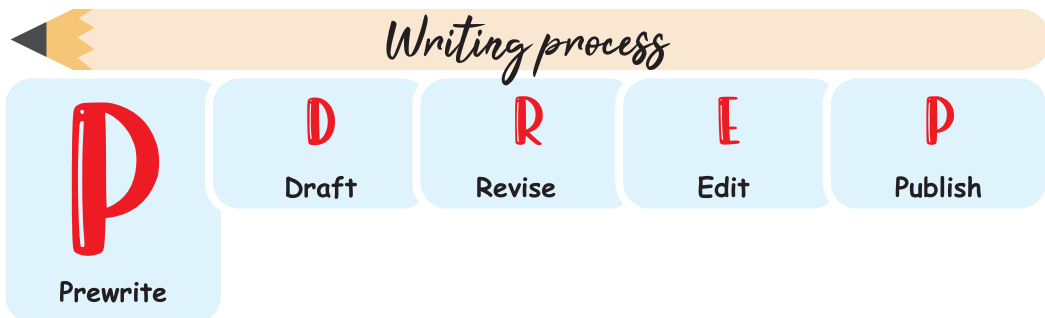 Writing process
P
Prewrite
D
Draft
R
Revise
E
Edit
P
Publish